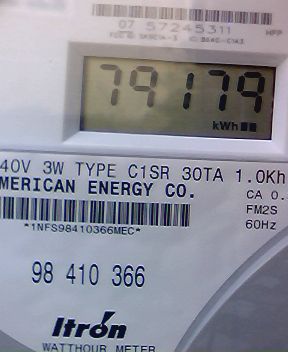 07 57245311
HFP
79179
kWh
40V 3W TYPE C1SR 30TA 1.0Kh
MERICAN ENERGY CO.
CA 0.
FM2S
60Hz
*1NFS98410366MEC*
98 410 366
Itron
WATTHOUR METER